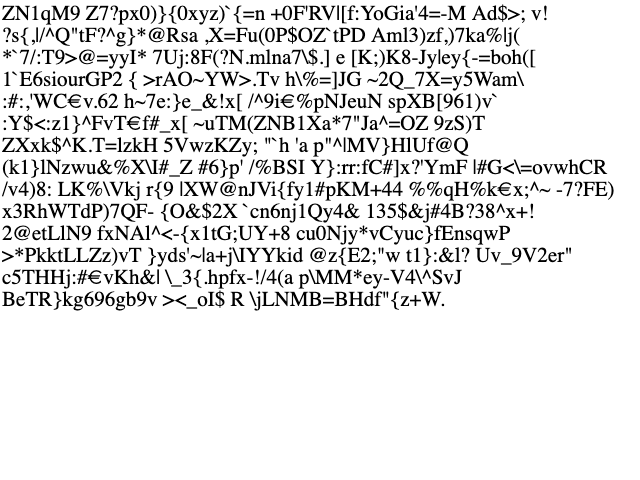 ZN1qM9 Z7?px0)}{0xyz)`{=n +0F'RV|[f:YoGia'4=-M Ad$>; v!
?s{,|/^Q"tF?^g}*@Rsa ,X=Fu(0P$OZ`tPD Aml3)zf,)7ka%|j(
*`7/:T9>@=yyI* 7Uj:8F(?N.mlna7\$.] e [K;)K8-Jy|ey{-=boh([
1`E6siourGP2 { >rAO~YW>.Tv h\%=]JG ~2Q_7X=y5Wam\
:#:,'WC€v.62 h~7e:}e_&!x[ /^9i€%pNJeuN spXB[961)v`
:Y$<:z1}^FvT€f#_x[ ~uTM(ZNB1Xa*7"Ja^=OZ 9zS)T
ZXxk$^K.T=lzkH 5VwzKZy; "`h 'a p"^|MV}HlUf@Q
(k1}lNzwu&%X\I#_Z #6}p' /%BSI Y}:rr:fC#]x?'YmF |#G<\=ovwhCR
/v4)8: LK%\Vkj r{9 |XW@nJVi{fy1#pKM+44 %%qH%k€x;^~ -7?FE)
x3RhWTdP)7QF- {O&$2X`cn6nj1Qy4& 135$&j#4B?38^x+!
2@etLlN9 fxNAl^<-{x1tG;UY+8 cu0Njy*vCyuc}fEnsqwP
>*PkktLLZz)vT }yds'~|a+j\IYYkid @z{E2;"w t1}:&l? Uv_9V2er"
c5THHj:#€vKh&| \_3{.hpfx-!/4(a p\MM*ey-V4\^SvJ
BeTR}kg696gb9v ><_oI$ R \jLNMB=BHdf"{z+W.